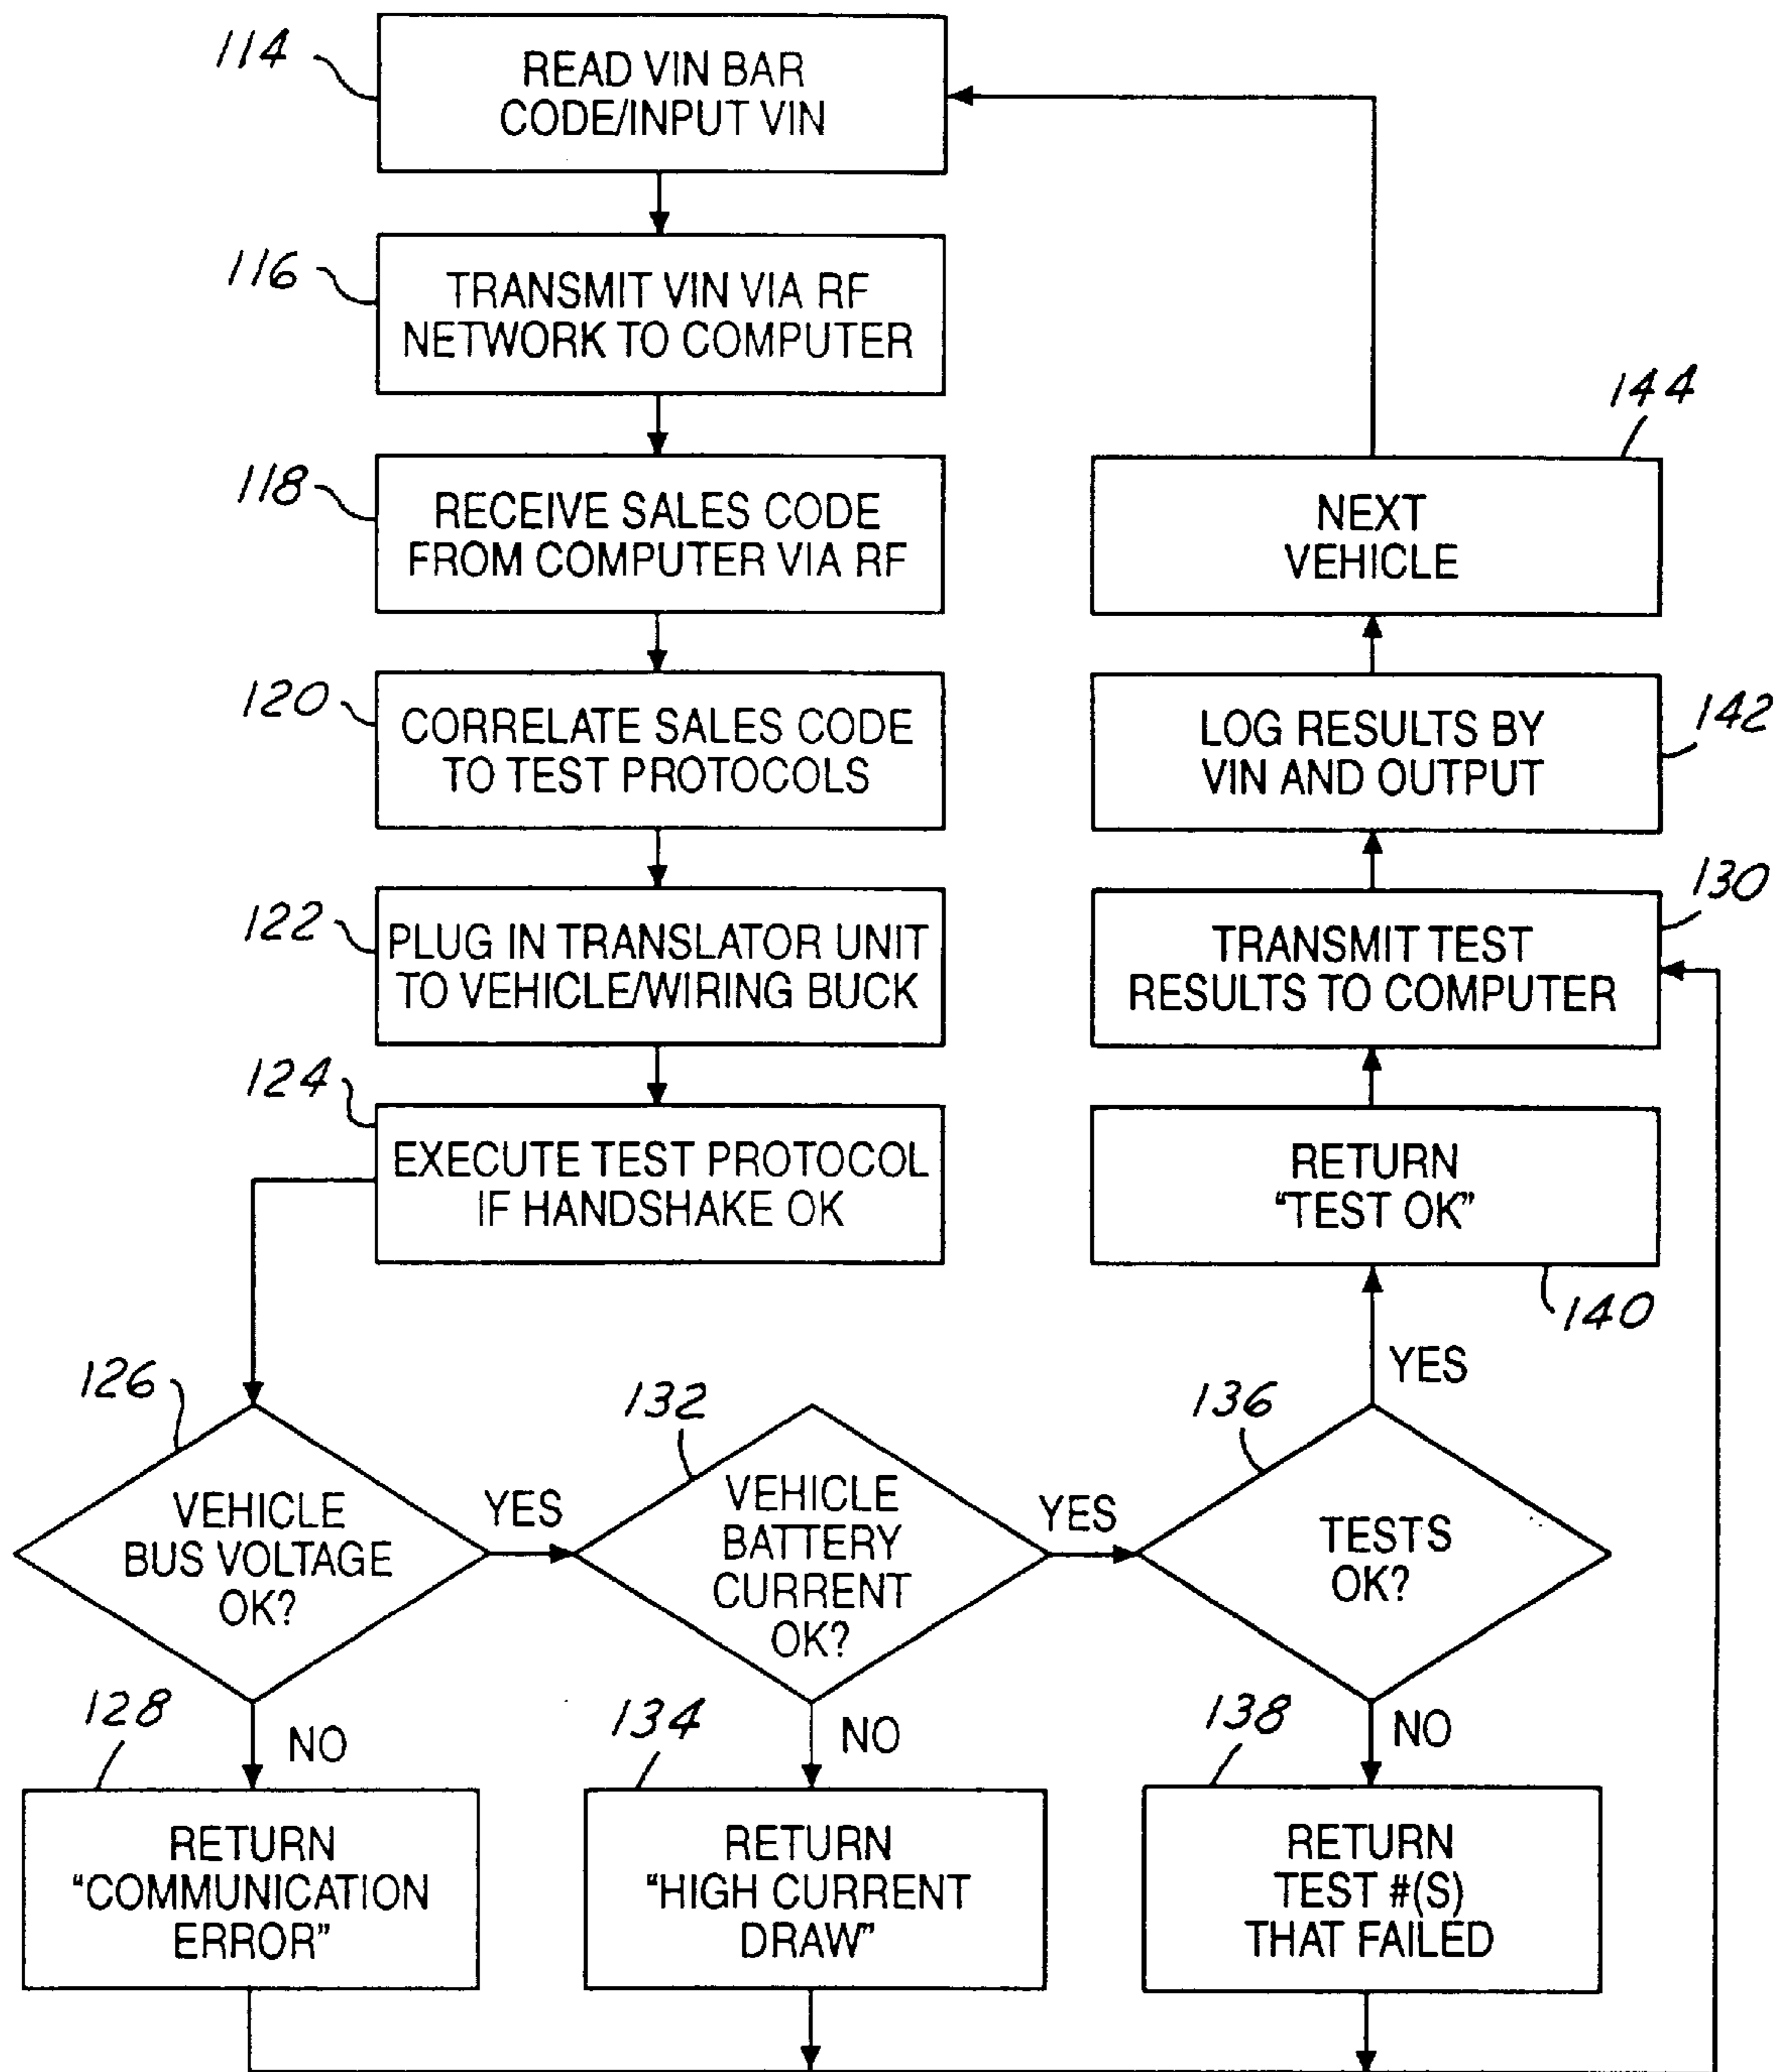 114
READ VIN BAR
CODE/INPUT VIN
116
TRANSMIT VIN VIA RF
NETWORK TO COMPUTER
118
RECEIVE SALES CODE
FROM COMPUTER VIA RF
120
CORRELATE SALES CODE
TO TEST PROTOCOLS
122
PLUG IN TRANSLATOR UNIT
TO VEHICLE/WIRING BUCK
124
EXECUTE TEST PROTOCOL
IF HANDSHAKE OK
126
VEHICLE
BUS VOLTAGE
OK?
YES
NO
128
RETURN
"COMMUNICATION
ERROR"
132
VEHICLE
BATTERY
CURRENT
OK?
YES
NO
134
RETURN
"HIGH CURRENT
DRAW"
136
TESTS
OK?
YES
NO
138
RETURN
TEST #(S)
THAT FAILED
140
RETURN
"TEST OK"
130
TRANSMIT TEST
RESULTS TO COMPUTER
142
LOG RESULTS BY
VIN AND OUTPUT
144
NEXT
VEHICLE